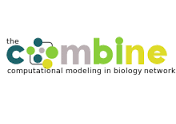 the
combine
computational modeling in biology network